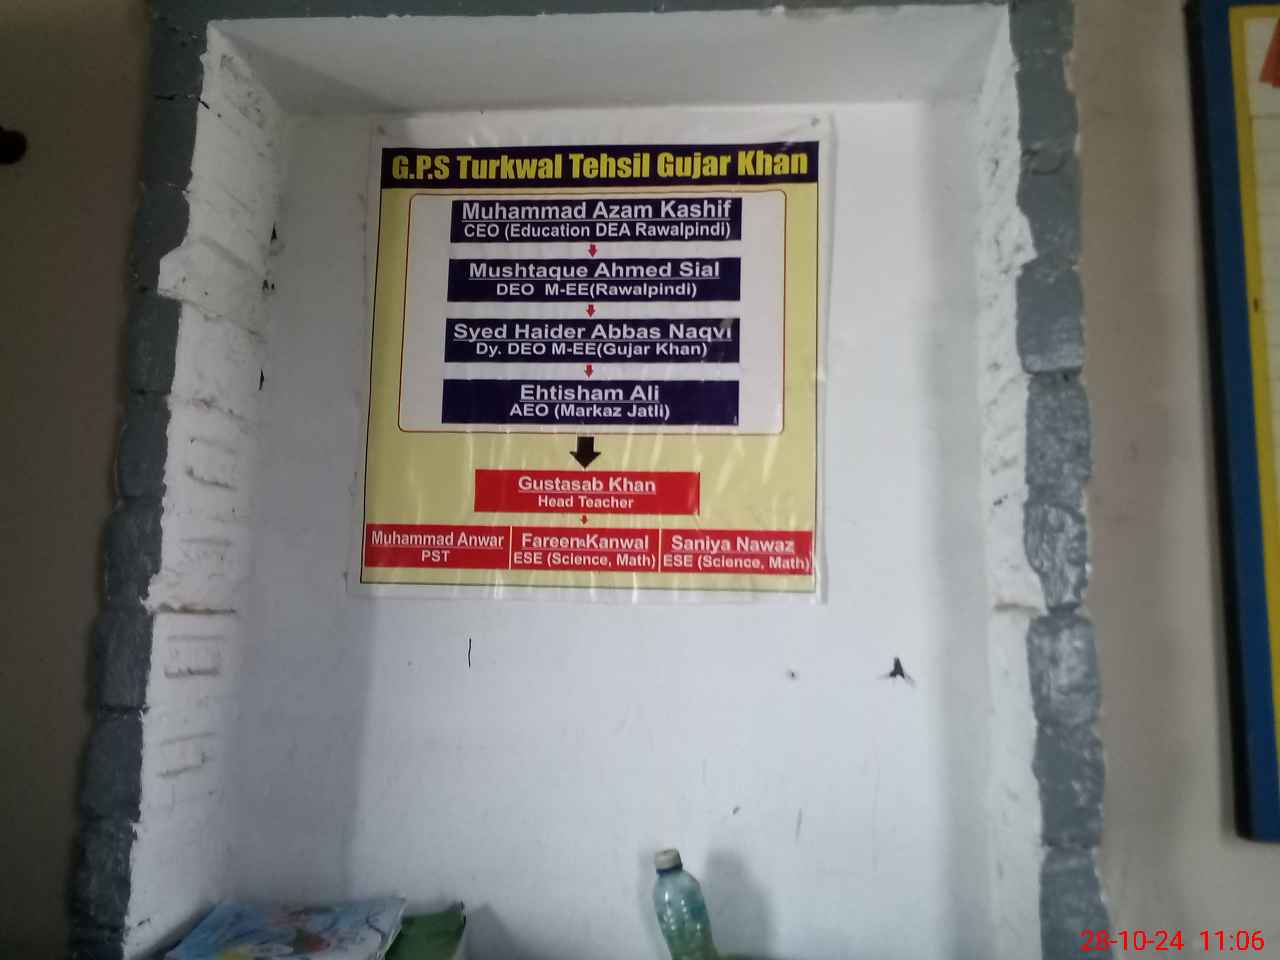 G.P.S Turkwal Tehsil Gujar Khan
Muhammad Azam Kashif
CEO (Education DEA Rawalpindi)
Mushtaque Ahmed Sial
DEO M-EE(Rawalpindi)
Syed Haider Abbas Naqvi
Dy. DEO M-EE(Gujar Khan)
Ehtisham Ali
AEO (Markaz Jatli)
Gustasab Khan
Head Teacher
Muhammad Anwar
PST
Fareena Kanwal
ESE (Science, Math)
Saniya Nawaz
ESE (Science, Math)
28-10-24 11:06